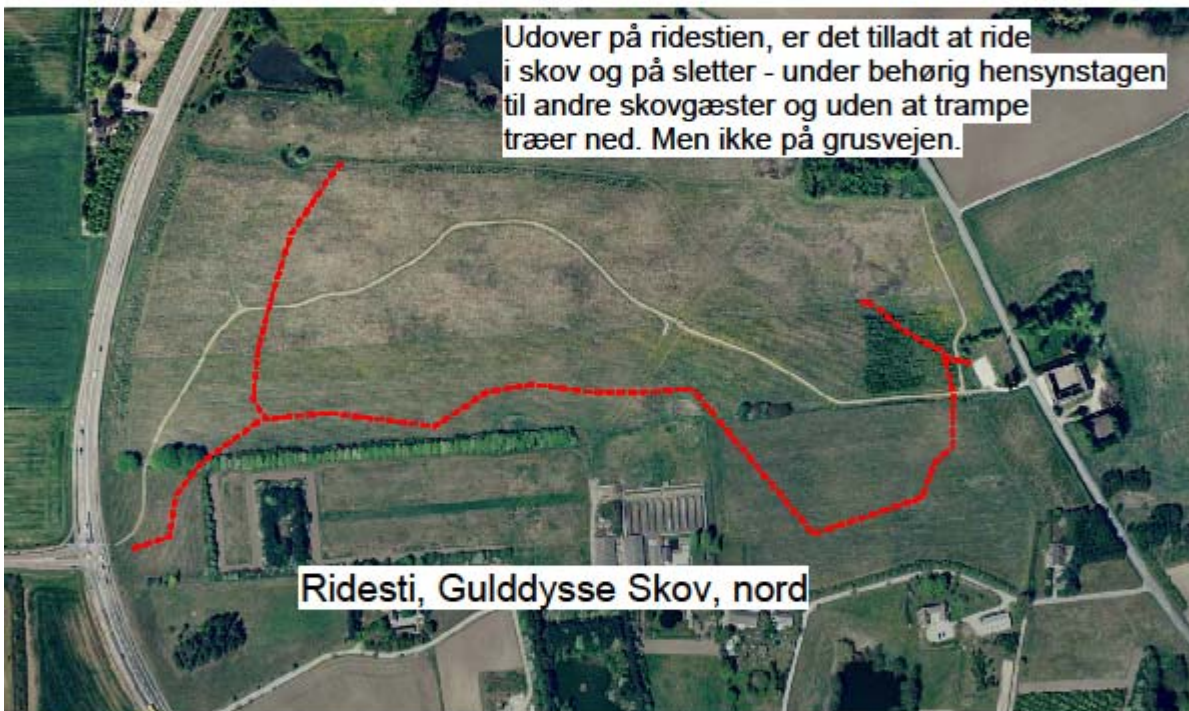 Udover på ridestien, er det tilladt at ride
i skov og på sletter - under behørig hensynstagen
til andre skovgæster og uden at trampe
træer ned. Men ikke på grusvejen.
Ridesti, Gulddysse Skov, nord